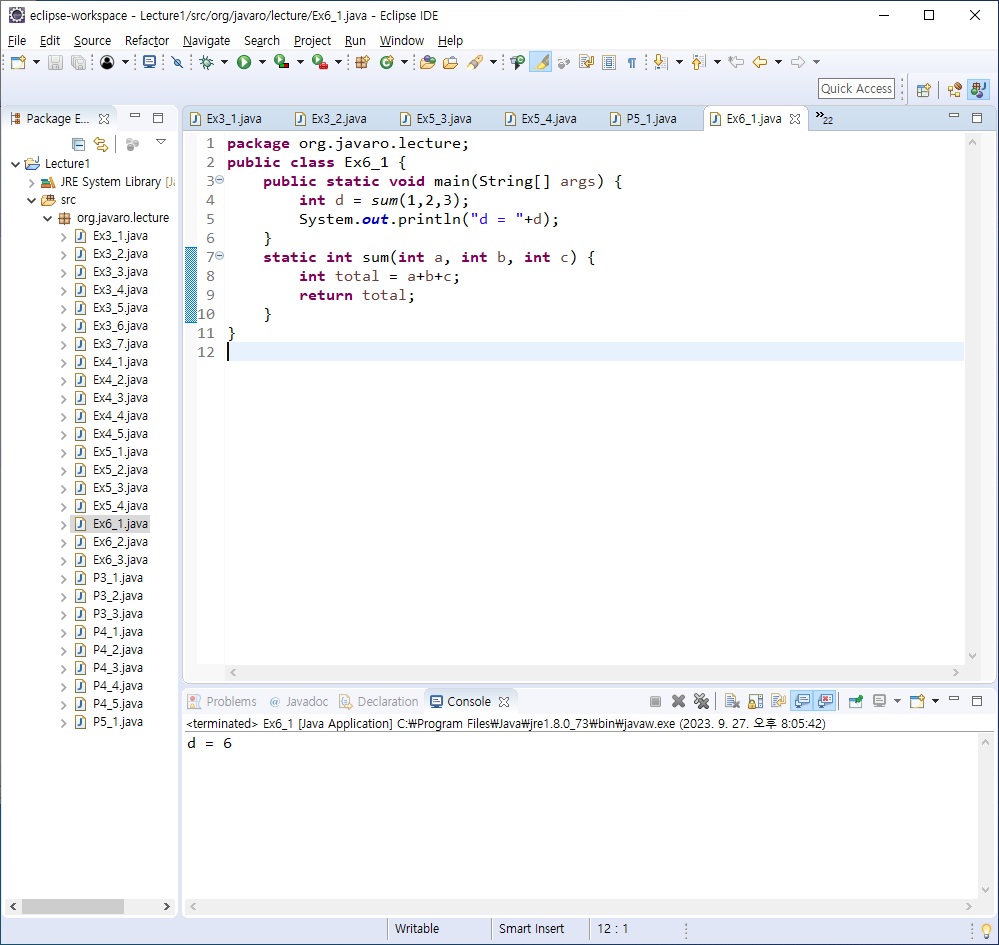 eclipse-workspace - Lecture1/src/org/javaro/lecture/Ex6_1.java - Eclipse IDE
File Edit Source Refactor Navigate Search Project Run Window Help
Quick Access
Package E...
Lecture1
JRE System Library [Ja
src
org.javaro.lecture
Ex3_1.java
Ex3_2.java
Ex3_3.java
Ex3_4.java
Ex3_5.java
Ex3_6.java
Ex3_7.java
Ex4_1.java
Ex4_2.java
Ex4_3.java
Ex4_4.java
Ex4_5.java
Ex5_1.java
Ex5_2.java
Ex5_3.java
Ex5_4.java
Ex6_1.java
Ex6_2.java
Ex6_3.java
P3_1.java
P3_2.java
P3_3.java
P4_1.java
P4_2.java
P4_3.java
P4_4.java
P4_5.java
P5_1.java
Ex3_1.java Ex3_2.java Ex5_3.java Ex5_4.java P5_1.java Ex6_1.java »22
1 package org.javaro.lecture;
2 public class Ex6_1 {
3 public static void main(String[] args) {
4 int d = sum(1,2,3);
5 System.out.println("d = "+d);
6 }
7 static int sum(int a, int b, int c) {
8 int total = a+b+c;
9 return total;
10 }
11 }
12
Problems @ Javadoc Declaration Console
<terminated> Ex6_1 [Java Application] C:₩Program Files₩Java₩jre1.8.0_73₩bin₩javaw.exe (2023. 9. 27. 오후 8:05:42)
d = 6
Writable Smart Insert 12 : 1